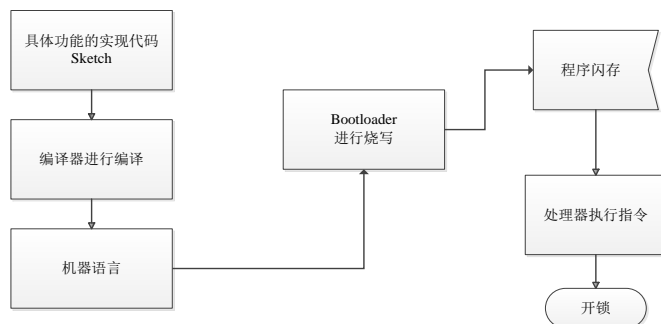 具体功能的实现代码
Sketch
编译器进行编译
机器语言
Bootloader
进行烧写
程序闪存
处理器执行指令
开锁